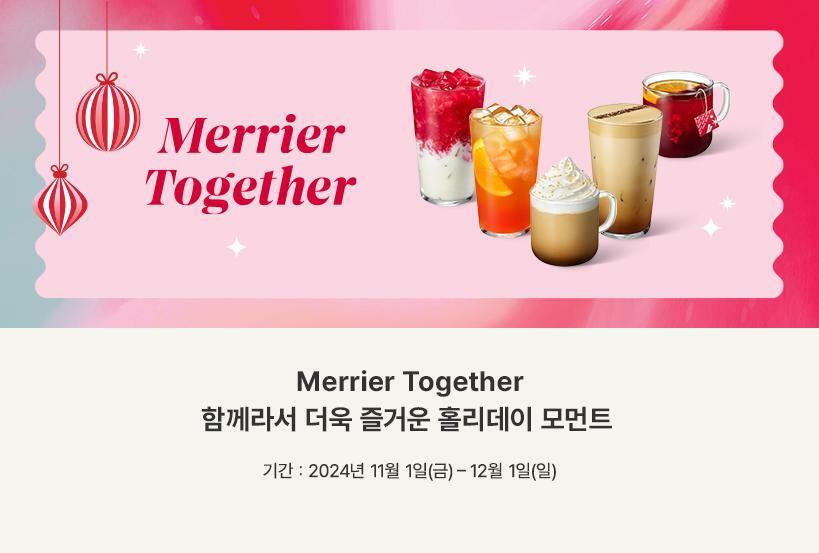 Merrier
Together
Merrier Together
함께라서 더욱 즐거운 홀리데이 모먼트
기간 : 2024년 11월 1일(금) – 12월 1일(일)